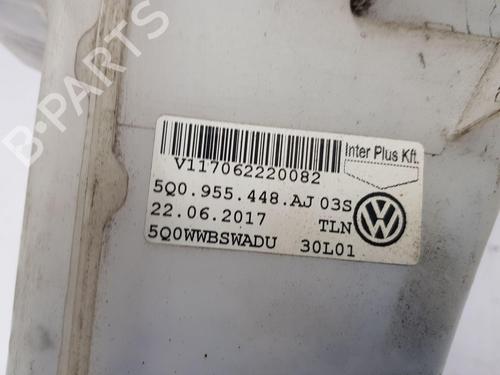 B-PARTS
Inter Plus Kft.
V117062220082
5Q0.955.448.AJ 03S
22.06.2017 TLN
5Q0WWBSWADU 30L01